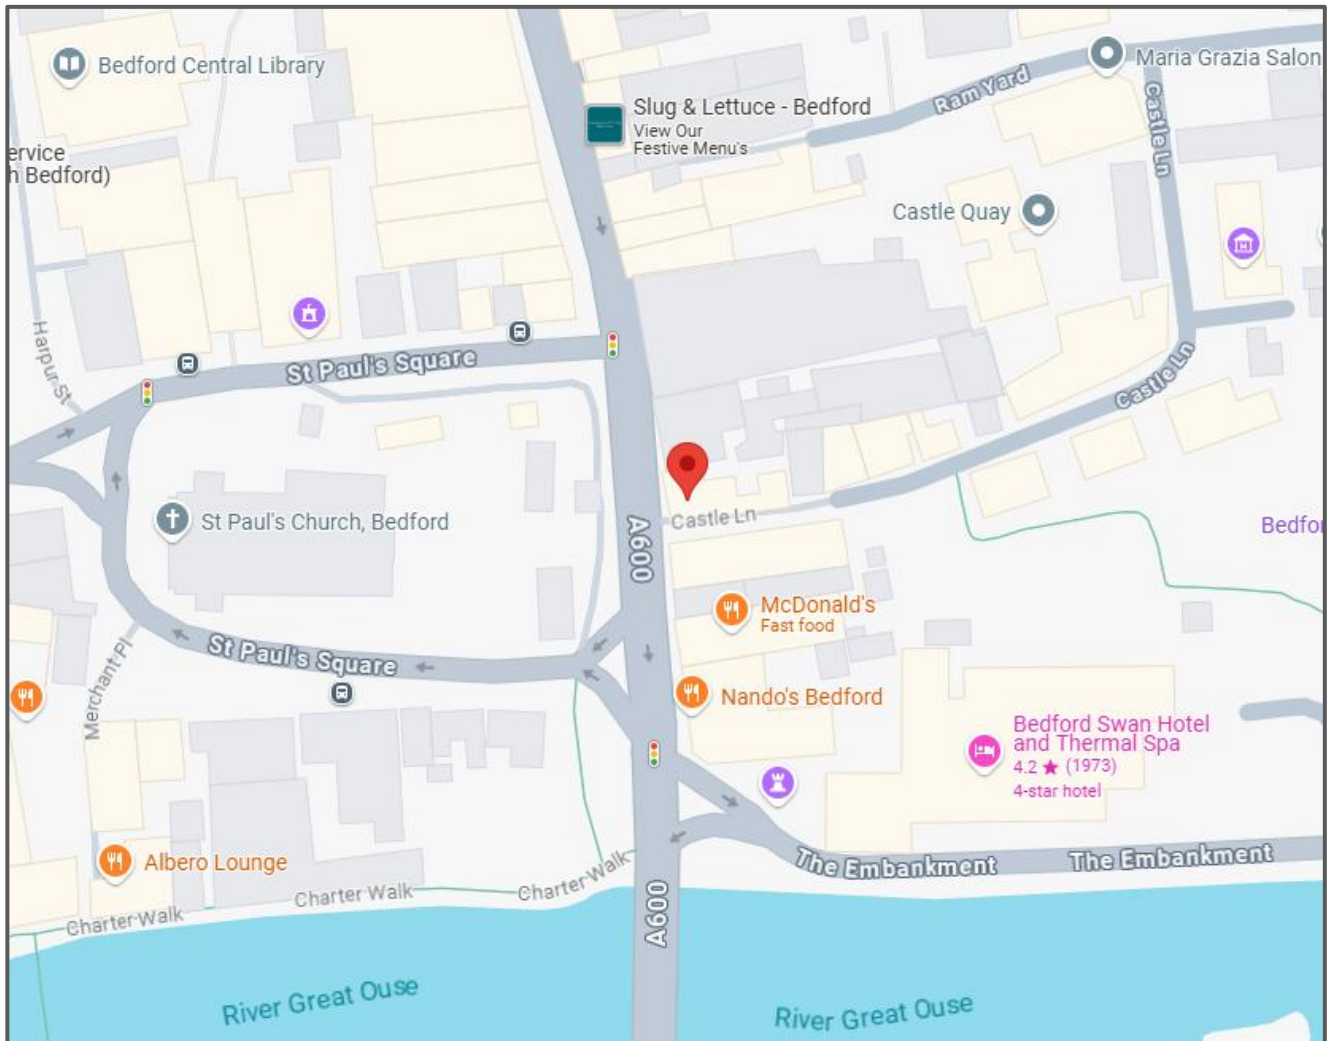 Bedford Central Library
Maria Grazia Salon
Ram Yard
Castle Ln
Slug & Lettuce - Bedford
View Our
Festive Menu's
ervice
h Bedford)
Castle Quay
Harpur St
St Paul's Square
Castle Ln
St Paul's Church, Bedford
A600
Castle Ln
Bedfor
McDonald's
Fast food
St Paul's Square
Merchant Pl
Nando's Bedford
Bedford Swan Hotel
and Thermal Spa
4.2 ★ (1973)
4-star hotel
Albero Lounge
The Embankment
The Embankment
Charter Walk
Charter Walk
Charter Walk
A600
River Great Ouse
River Great Ouse